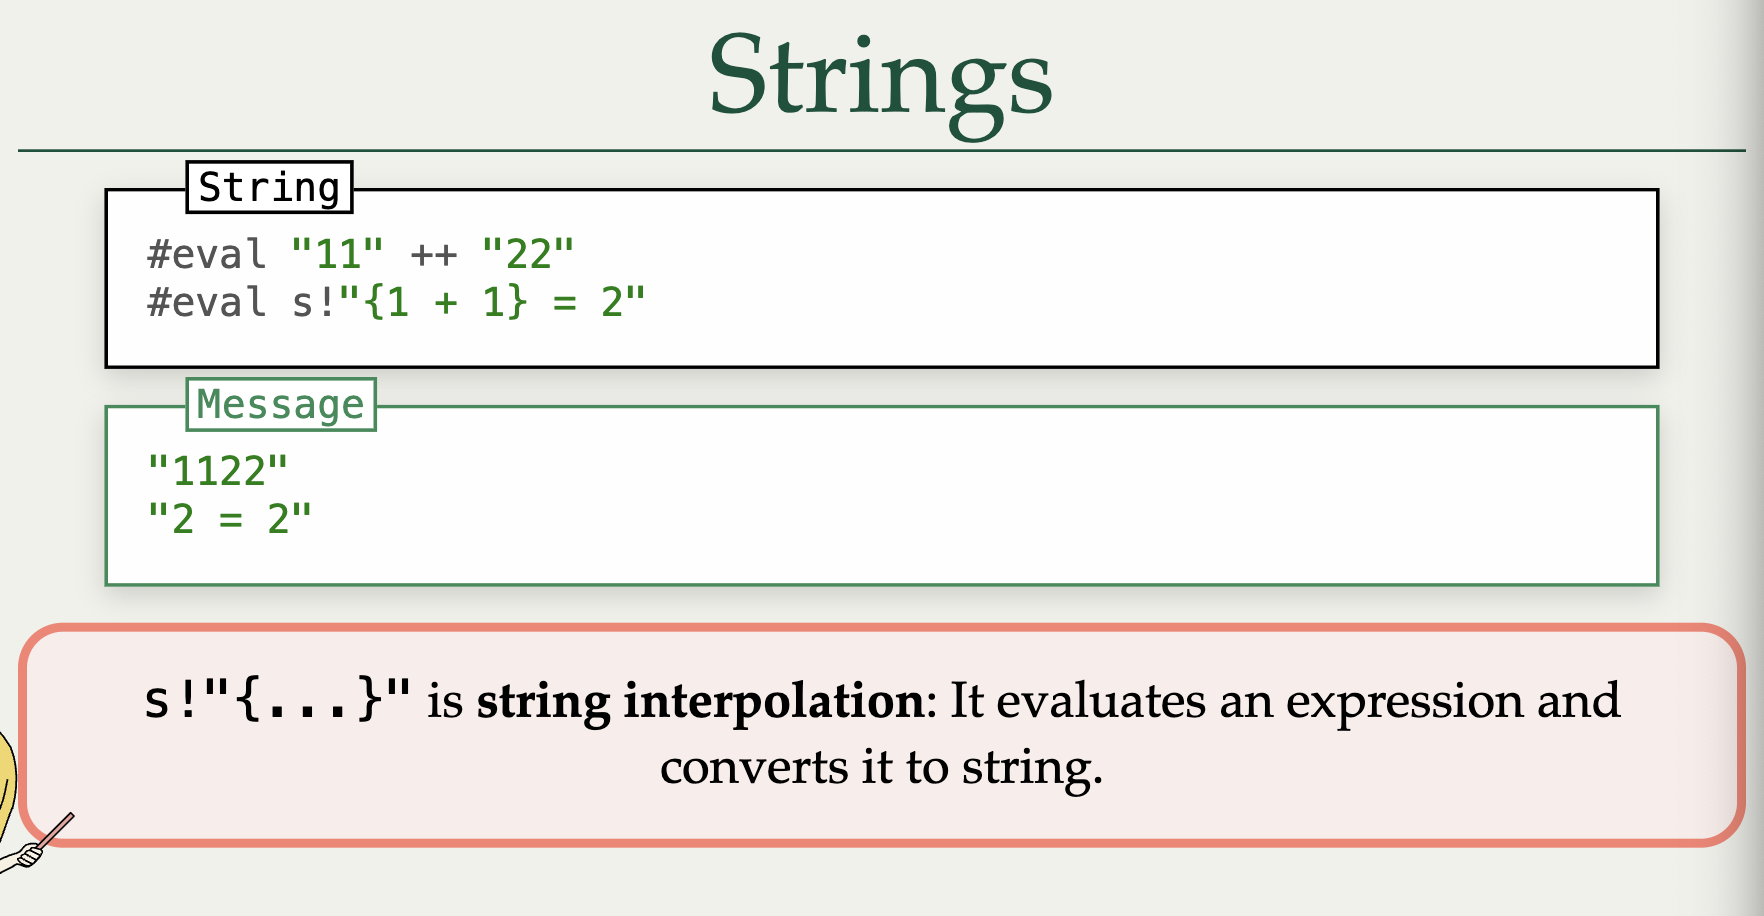 Strings
String
#eval "11" ++ "22"
#eval s!"{1 + 1} = 2"
Message
"1122"
"2 = 2"
s!"{...}" is string interpolation: It evaluates an expression and
converts it to string.